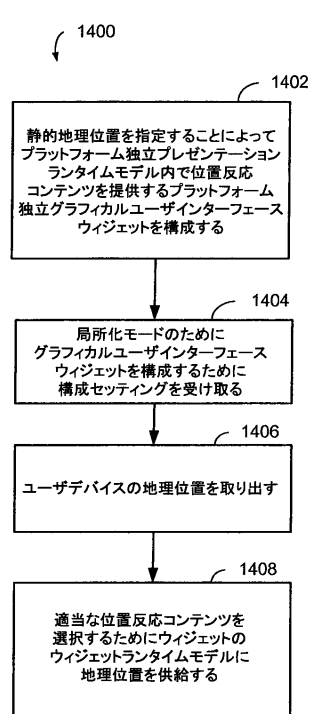 1400
1402
静的地理位置を指定することによって
プラットフォーム独立プレゼンテーション
ランタイムモデル内で位置反応
コンテンツを提供するプラットフォーム
独立グラフィカルユーザインターフェース
ウィジェットを構成する
1404
局所化モードのために
グラフィカルユーザインターフェース
ウィジェットを構成するために
構成セッティングを受け取る
1406
ユーザデバイスの地理位置を取り出す
1408
適当な位置反応コンテンツを
選択するためにウィジェットの
ウィジェットランタイムモデルに
地理位置を供給する